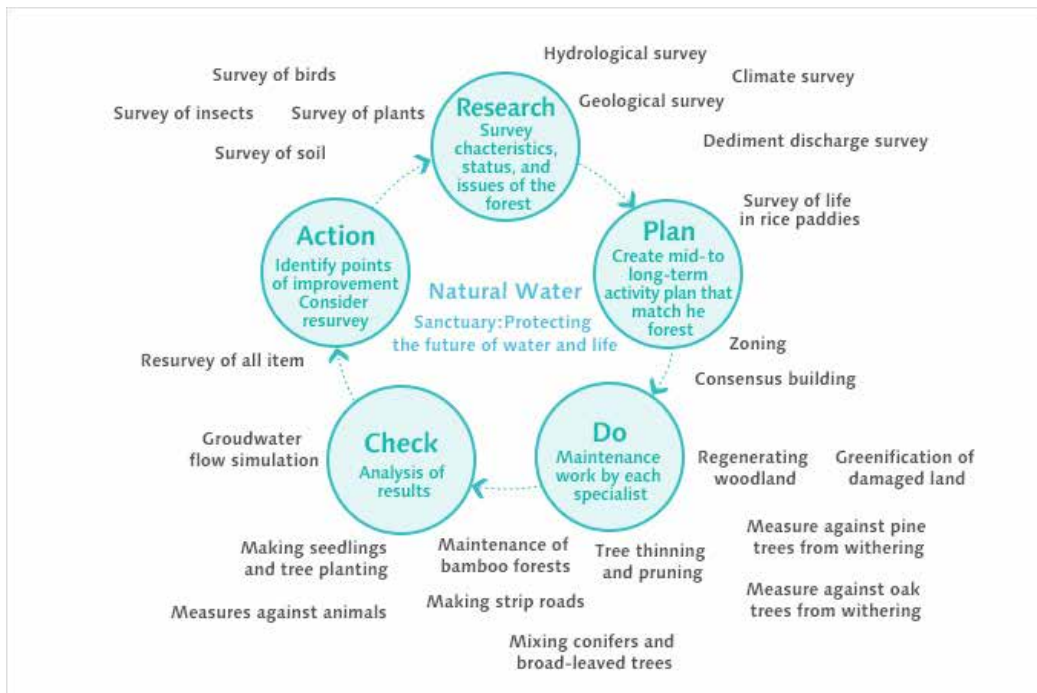 Hydrological survey
Survey of birds
Climate survey
Geological survey
Survey of insects
Survey of plants
Dediment discharge survey
Survey of soil
Research
Survey
chacteristics,
status, and
issues of the
forest
Survey of life
in rice paddies
Plan
Create mid-to
long-term
activity plan that
match he
forest
Action
Identify points
of improvement
Consider
resurvey
Natural Water
Sanctuary:Protecting
the future of water and life
Zoning
Consensus building
Resurvey of all item
Do
Maintenance
work by each
specialist
Check
Analysis of
results
Groudwater
flow simulation
Regenerating
woodland
Greenification of
damaged land
Measure against pine
trees from withering
Making seedlings
and tree planting
Maintenance of
bamboo forests
Tree thinning
and pruning
Measure against oak
trees from withering
Measures against animals
Making strip roads
Mixing conifers and
broad-leaved trees